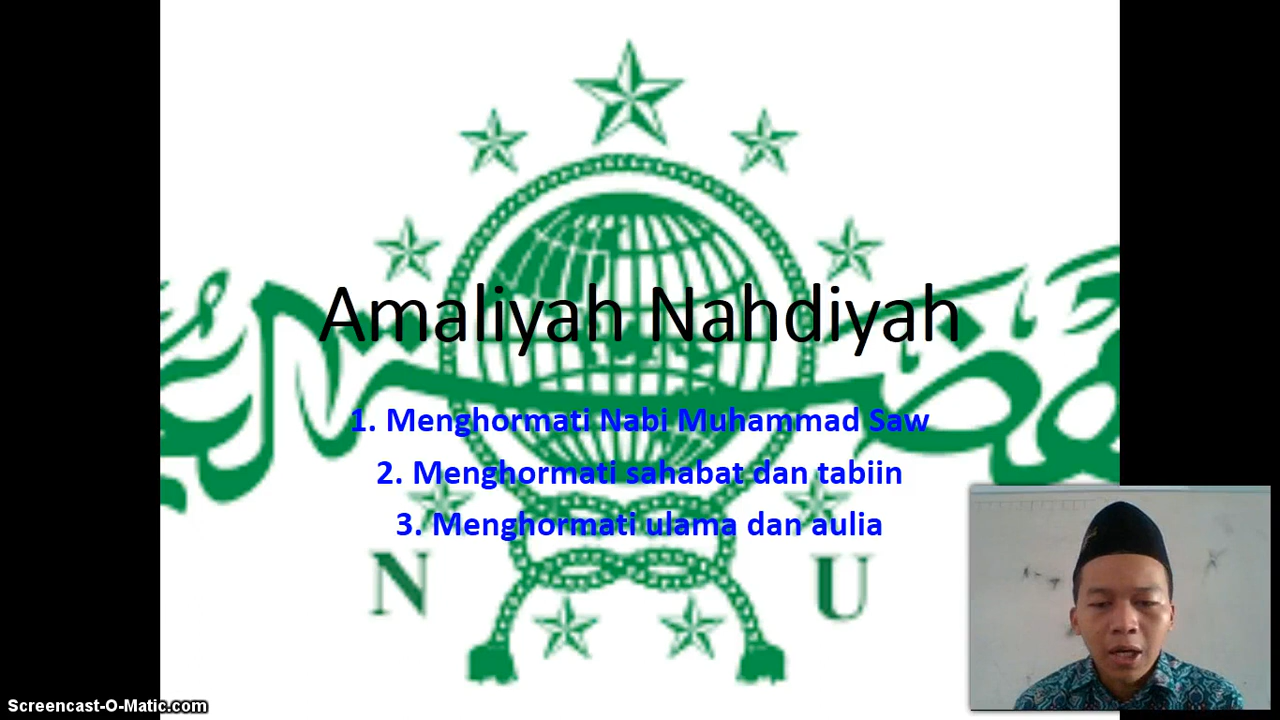 Amaliyah Nahdiyah
1. Menghormati Nabi Muhammad Saw
2. Menghormati sahabat dan tabiin
3. Menghormati ulama dan aulia
N U
Screencast-O-Matic.com